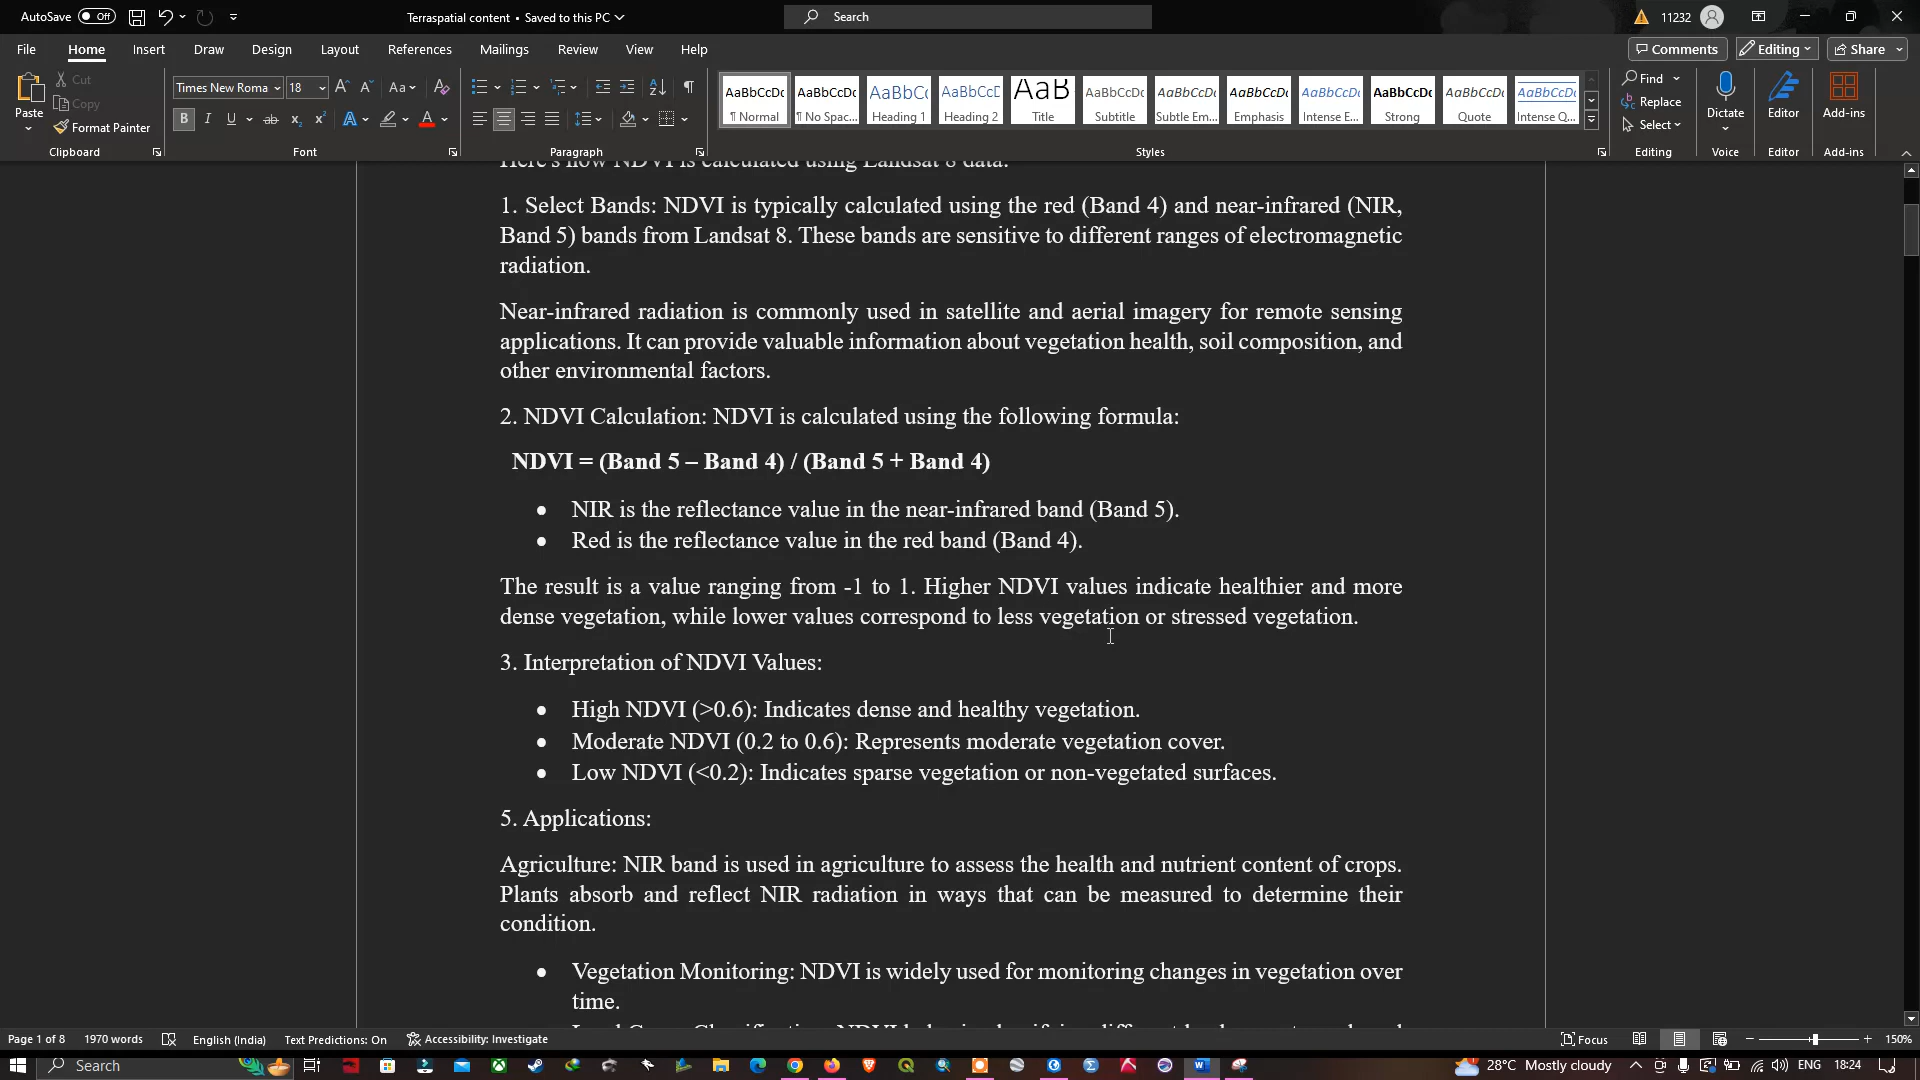 AutoSave Off Terraspatial content • Saved to this PC Search 11232
File Home Insert Draw Design Layout References Mailings Review View Help Comments Editing Share
Paste Cut Copy Format Painter Clipboard
Times New Roma 18 Font
Paragraph
AaBbCcDc AaBbCcDc AaBbC AaBbCcD AaB AaBbCcD AaBbCcDc AaBbCcDc AaBbCcDc AaBbCcDc AaBbCcDc AaBbCcDc
¶ Normal ¶ No Spac... Heading 1 Heading 2 Title Subtitle Subtle Em... Emphasis Intense E... Strong Quote Intense Q...
Styles
Find Replace Select Editing
Dictate Voice
Editor Editor
Add-ins Add-ins
Here's how NDVI is calculated using Landsat 8 data:
1. Select Bands: NDVI is typically calculated using the red (Band 4) and near-infrared (NIR,
Band 5) bands from Landsat 8. These bands are sensitive to different ranges of electromagnetic
radiation.
Near-infrared radiation is commonly used in satellite and aerial imagery for remote sensing
applications. It can provide valuable information about vegetation health, soil composition, and
other environmental factors.
2. NDVI Calculation: NDVI is calculated using the following formula:
NDVI = (Band 5 – Band 4) / (Band 5 + Band 4)
• NIR is the reflectance value in the near-infrared band (Band 5).
• Red is the reflectance value in the red band (Band 4).
The result is a value ranging from -1 to 1. Higher NDVI values indicate healthier and more
dense vegetation, while lower values correspond to less vegetation or stressed vegetation.
3. Interpretation of NDVI Values:
• High NDVI (>0.6): Indicates dense and healthy vegetation.
• Moderate NDVI (0.2 to 0.6): Represents moderate vegetation cover.
• Low NDVI (<0.2): Indicates sparse vegetation or non-vegetated surfaces.
5. Applications:
Agriculture: NIR band is used in agriculture to assess the health and nutrient content of crops.
Plants absorb and reflect NIR radiation in ways that can be measured to determine their
condition.
• Vegetation Monitoring: NDVI is widely used for monitoring changes in vegetation over
time.
Page 1 of 8 1970 words English (India) Text Predictions: On Accessibility: Investigate Focus 150%
Search 28°C Mostly cloudy ENG 18:24